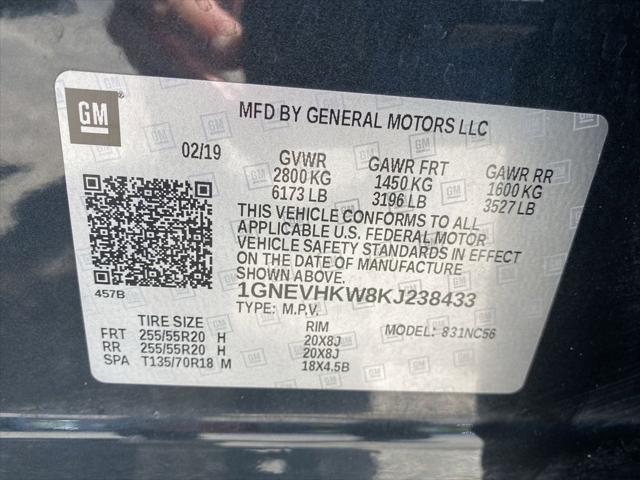 GM
MFD BY GENERAL MOTORS LLC
02/19
GVWR
2800 KG
6173 LB
GAWR FRT
1450 KG
3196 LB
GAWR RR
1600 KG
3527 LB
THIS VEHICLE CONFORMS TO ALL
APPLICABLE U.S. FEDERAL MOTOR
VEHICLE SAFETY STANDARDS IN EFFECT
ON THE DATE OF MANUFACTURE
SHOWN ABOVE.
457B
1GNEVHKW8KJ238433
TYPE: M.P.V.
MODEL: 831NC56
TIRE SIZE RIM
FRT 255/55R20 H 20X8J
RR 255/55R20 H 20X8J
SPA T135/70R18 M 18X4.5B